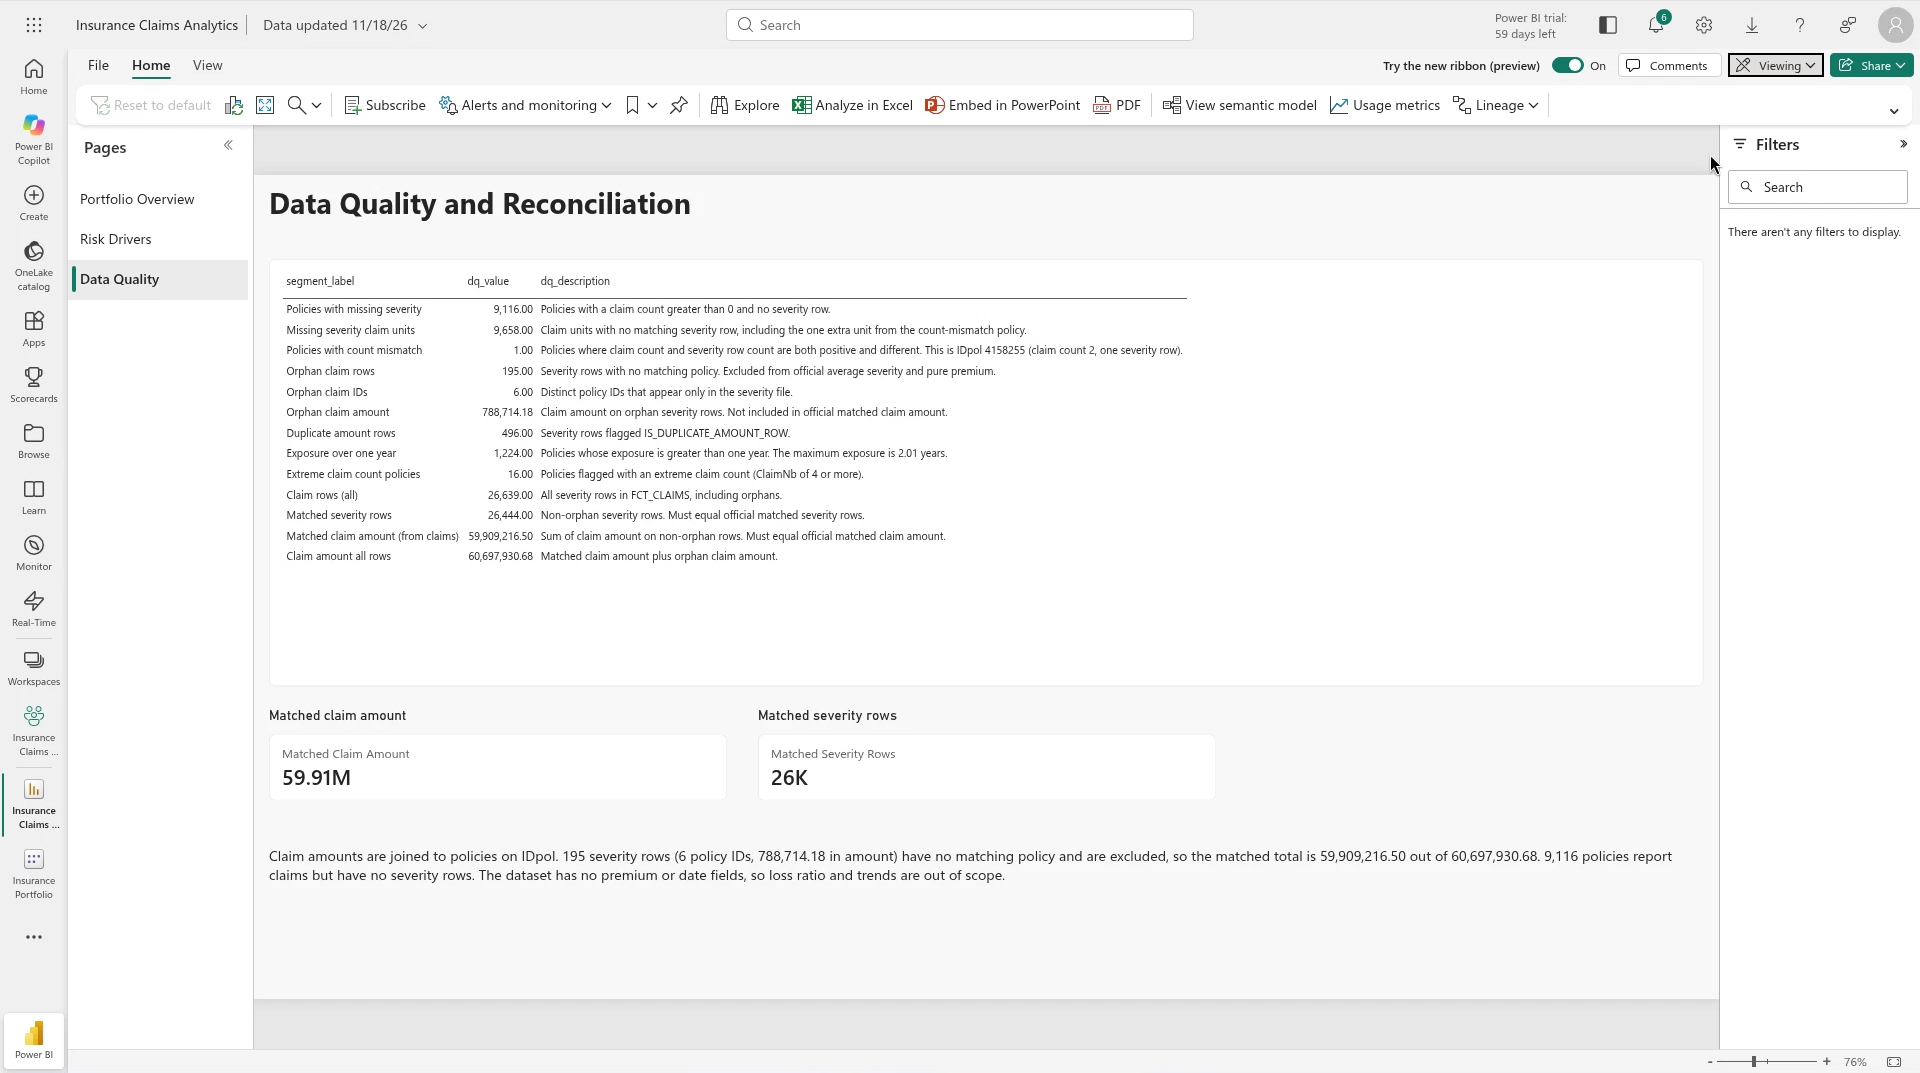 Insurance Claims Analytics
Data updated 11/18/26
Search
Power BI trial:
59 days left
6
File
Home
View
Try the new ribbon (preview)
On
Comments
Viewing
Share
Reset to default
Subscribe
Alerts and monitoring
Explore
Analyze in Excel
Embed in PowerPoint
PDF
View semantic model
Usage metrics
Lineage
Home
Power BI
Copilot
Create
OneLake
catalog
Apps
Scorecards
Browse
Learn
Monitor
Real-Time
Workspaces
Insurance
Claims ...
Insurance
Claims ...
Insurance
Portfolio
Power BI
Pages
Portfolio Overview
Risk Drivers
Data Quality
Data Quality and Reconciliation
segment_label dq_value dq_description
Policies with missing severity 9,116.00 Policies with a claim count greater than 0 and no severity row.
Missing severity claim units 9,658.00 Claim units with no matching severity row, including the one extra unit from the count-mismatch policy.
Policies with count mismatch 1.00 Policies where claim count and severity row count are both positive and different. This is IDpol 4158255 (claim count 2, one severity row).
Orphan claim rows 195.00 Severity rows with no matching policy. Excluded from official average severity and pure premium.
Orphan claim IDs 6.00 Distinct policy IDs that appear only in the severity file.
Orphan claim amount 788,714.18 Claim amount on orphan severity rows. Not included in official matched claim amount.
Duplicate amount rows 496.00 Severity rows flagged IS_DUPLICATE_AMOUNT_ROW.
Exposure over one year 1,224.00 Policies whose exposure is greater than one year. The maximum exposure is 2.01 years.
Extreme claim count policies 16.00 Policies flagged with an extreme claim count (ClaimNb of 4 or more).
Claim rows (all) 26,639.00 All severity rows in FCT_CLAIMS, including orphans.
Matched severity rows 26,444.00 Non-orphan severity rows. Must equal official matched severity rows.
Matched claim amount (from claims) 59,909,216.50 Sum of claim amount on non-orphan rows. Must equal official matched claim amount.
Claim amount all rows 60,697,930.68 Matched claim amount plus orphan claim amount.
Matched claim amount
Matched Claim Amount
59.91M
Matched severity rows
Matched Severity Rows
26K
Claim amounts are joined to policies on IDpol. 195 severity rows (6 policy IDs, 788,714.18 in amount) have no matching policy and are excluded, so the matched total is 59,909,216.50 out of 60,697,930.68. 9,116 policies report
claims but have no severity rows. The dataset has no premium or date fields, so loss ratio and trends are out of scope.
Filters
Search
There aren't any filters to display.
- + 76%